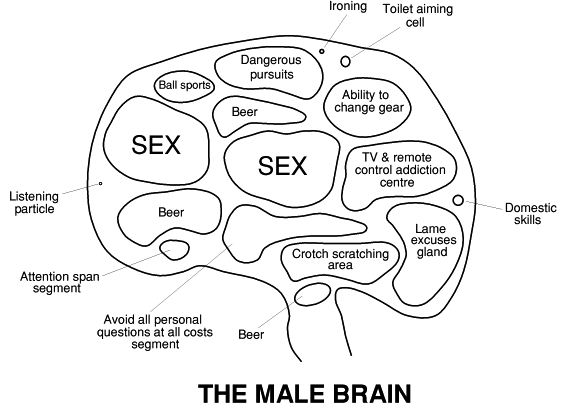 Ironing
Toilet aiming
cell
Dangerous
pursuits
Ball sports
Ability to
change gear
Beer
SEX
SEX
TV & remote
control addiction
centre
Listening
particle
Beer
Domestic
skills
Lame
excuses
gland
Crotch scratching
area
Attention span
segment
Avoid all personal
questions at all costs
segment
Beer
THE MALE BRAIN